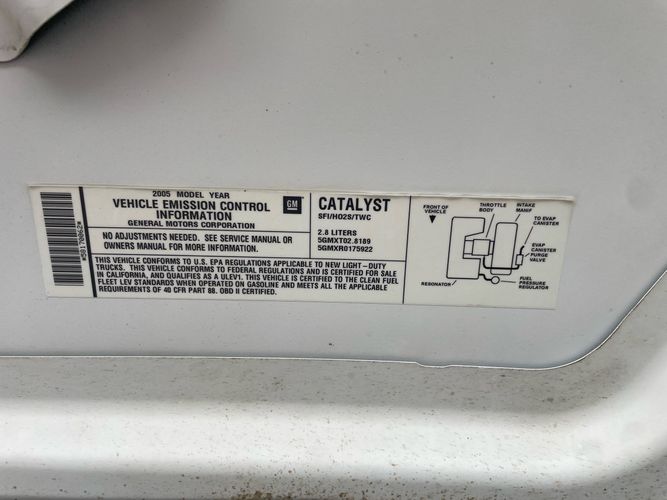 2005 MODEL YEAR
VEHICLE EMISSION CONTROL
INFORMATION
GENERAL MOTORS CORPORATION
GM
NO ADJUSTMENTS NEEDED. SEE SERVICE MANUAL OR
OWNERS MANUAL FOR MORE INFORMATION.
CATALYST
SFI/HO2S/TWC
2.8 LITERS
5GMXT02.8189
5GMXR0175922
THIS VEHICLE CONFORMS TO U.S. EPA REGULATIONS APPLICABLE TO NEW LIGHT-DUTY
TRUCKS. THIS VEHICLE CONFORMS TO FEDERAL REGULATIONS AND IS CERTIFIED FOR SALE
IN CALIFORNIA, AND QUALIFIES AS A ULEV1. THIS VEHICLE IS CERTIFIED TO THE CLEAN FUEL
FLEET LEV STANDARDS WHEN OPERATED ON GASOLINE AND MEETS ALL THE APPLICABLE
REQUIREMENTS OF 40 CFR PART 88. OBD II CERTIFIED.
FRONT OF
VEHICLE
THROTTLE
BODY
INTAKE
MANIF
TO EVAP
CANISTER
EVAP
CANISTER
PURGE
VALVE
RESONATOR
FUEL
PRESSURE
REGULATOR